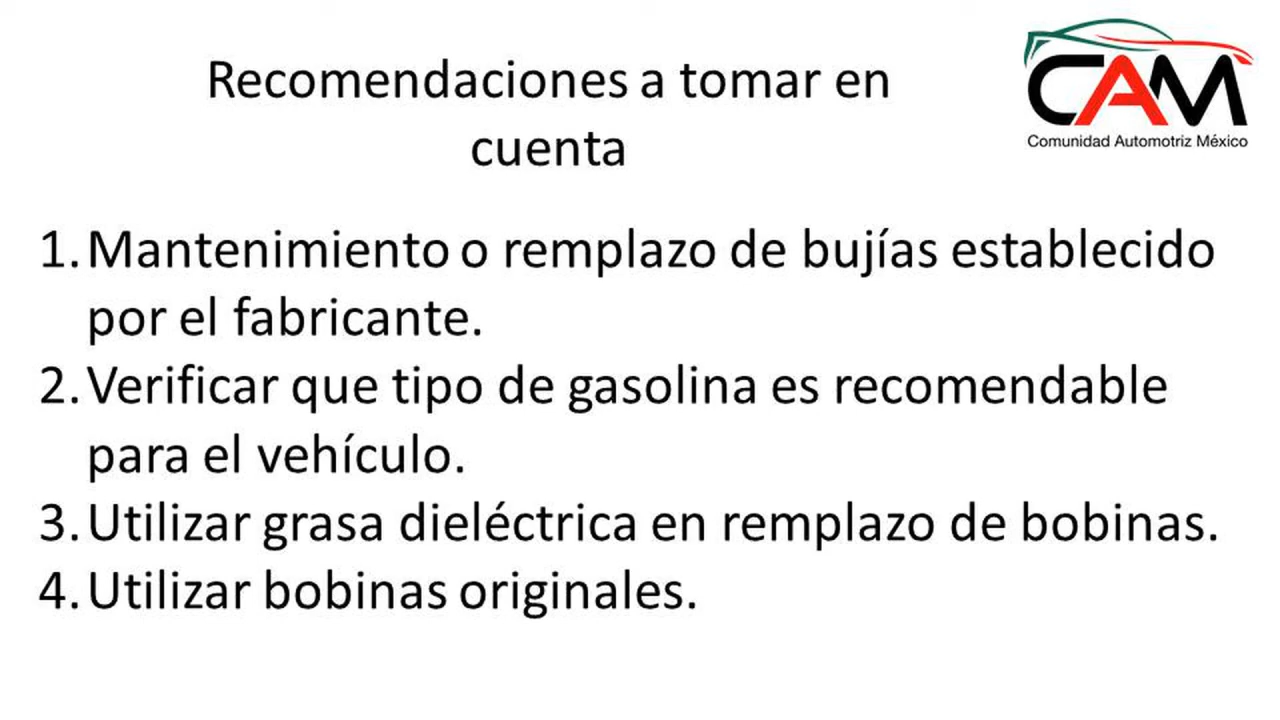 Recomendaciones a tomar en
cuenta
CAM
Comunidad Automotriz México
1. Mantenimiento o remplazo de bujías establecido
por el fabricante.
2. Verificar que tipo de gasolina es recomendable
para el vehículo.
3. Utilizar grasa dieléctrica en remplazo de bobinas.
4. Utilizar bobinas originales.